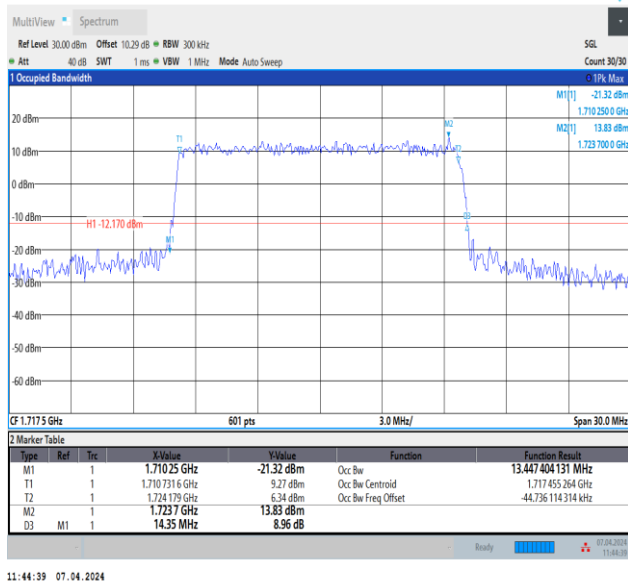 MultiView Spectrum
Ref Level 30.00 dBm Offset 10.29 dB RBW 300 kHz SGL
Att 40 dB SWT 1 ms VBW 1 MHz Mode Auto Sweep Count 30/30
1 Occupied Bandwidth 1Pk Max
M1[1] -21.32 dBm
1.710 250 0 GHz
M2[1] 13.83 dBm
1.723 700 0 GHz
20 dBm
M2
T1
10 dBm
0 dBm
-10 dBm
H1 -12.170 dBm
D3
M1
-20 dBm
-30 dBm
-40 dBm
-50 dBm
-60 dBm
CF 1.717 5 GHz 601 pts 3.0 MHz/ Span 30.0 MHz
2 Marker Table
Type Ref Trc X-Value Y-Value Function Function Result
M1 1 1.710 25 GHz -21.32 dBm Occ Bw 13.447 404 131 MHz
T1 1 1.710 731 6 GHz 9.27 dBm Occ Bw Centroid 1.717 455 264 GHz
T2 1 1.724 179 GHz 6.34 dBm Occ Bw Freq Offset -44.736 114 314 kHz
M2 1 1.723 7 GHz 13.83 dBm
D3 M1 1 14.35 MHz 8.96 dB
Ready 07.04.2024
11:44:39
11:44:39 07.04.2024